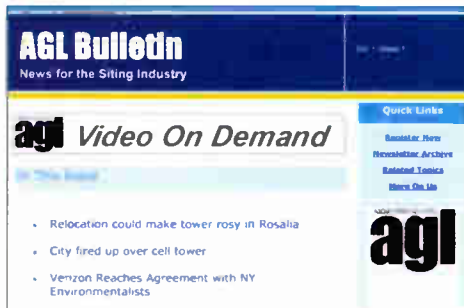 AGL Bulletin
News for the Siting Industry
Quick Links
agl Video On Demand
Register Now
Newsletter Archive
Related Topics
More On Us
In This Issue
agl
Relocation could make tower rosy in Rosalia
City fired up over cell tower
Verizon Reaches Agreement with NY
Environmentalists